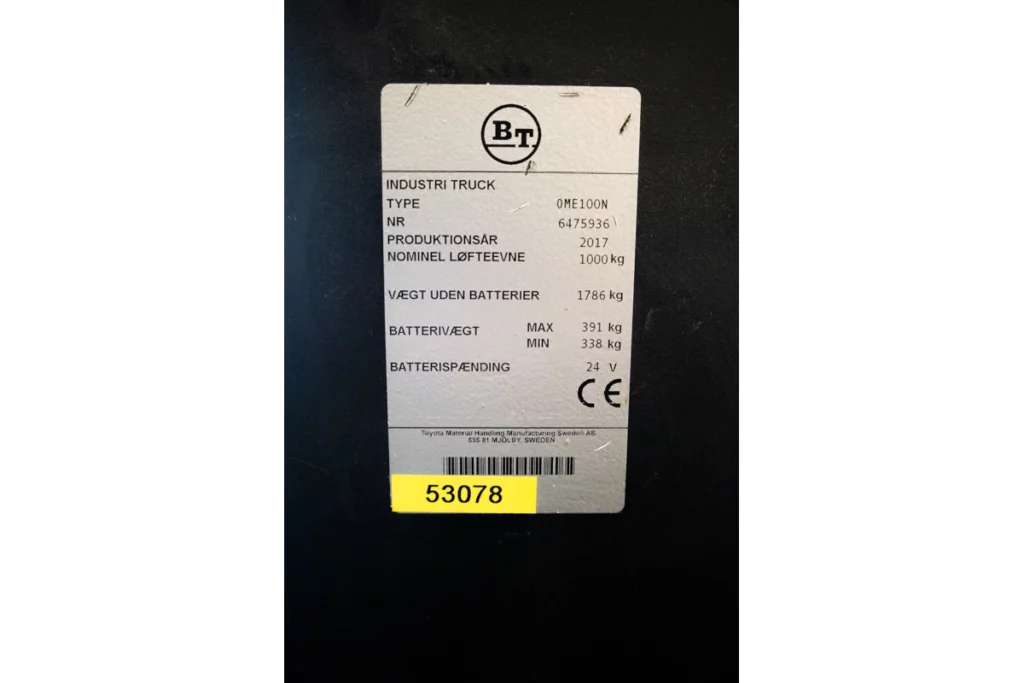 BT
INDUSTRI TRUCK
TYPE OME100N
NR 6475936
PRODUKTIONSÅR 2017
NOMINEL LØFTEEVNE 1000 kg
VÆGT UDEN BATTERIER 1786 kg
BATTERIVÆGT MAX 391 kg
MIN 338 kg
BATTERISPÆNDING 24 V
CE
Toyota Material Handling Manufacturing Sweden AB
595 81 MJÖLBY, SWEDEN
53078